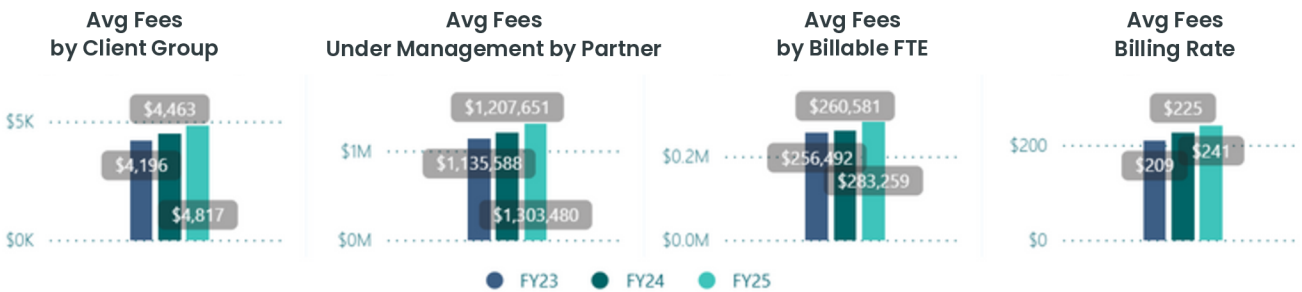 Avg Fees
by Client Group
$5K
$0K
$4,463
$4,196
$4,817
Avg Fees
Under Management by Partner
$1M
$0M
$1,207,651
$1,135,588
$1,303,480
Avg Fees
by Billable FTE
$0.2M
$0.0M
$260,581
$256,492
$283,259
Avg Fees
Billing Rate
$200
$0
$225
$209
$241
FY23
FY24
FY25